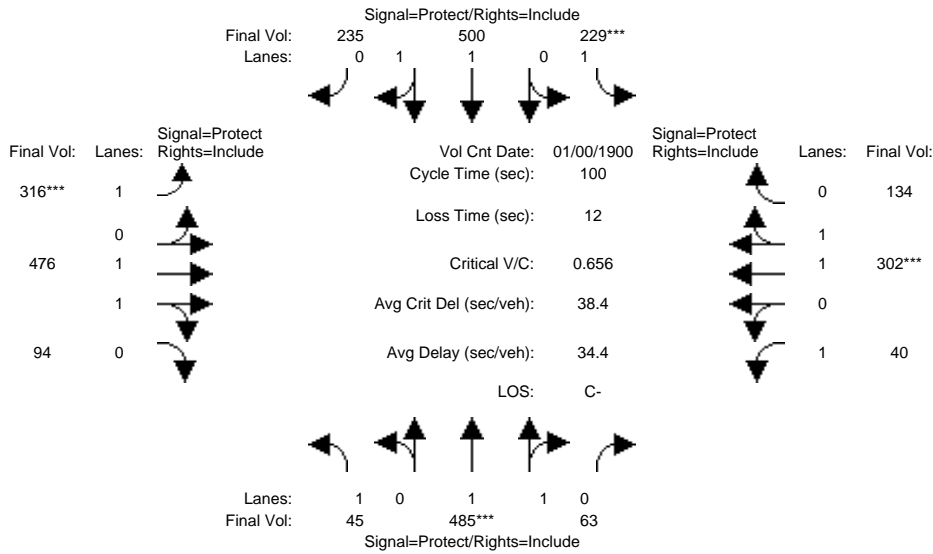 Signal=Protect/Rights=Include
Final Vol: 235 500 229***
Lanes: 0 1 1 0 1
Signal=Protect Signal=Protect
Final Vol: Lanes: Rights=Include Vol Cnt Date: 01/00/1900 Rights=Include Lanes: Final Vol:
Cycle Time (sec): 100
316*** 1 0 134
Loss Time (sec): 12
0 1
476 1 Critical V/C: 0.656 1 302***
1 Avg Crit Del (sec/veh): 38.4 0
94 0 Avg Delay (sec/veh): 34.4 1 40
LOS: C-
Lanes: 1 0 1 1 0
Final Vol: 45 485*** 63
Signal=Protect/Rights=Include